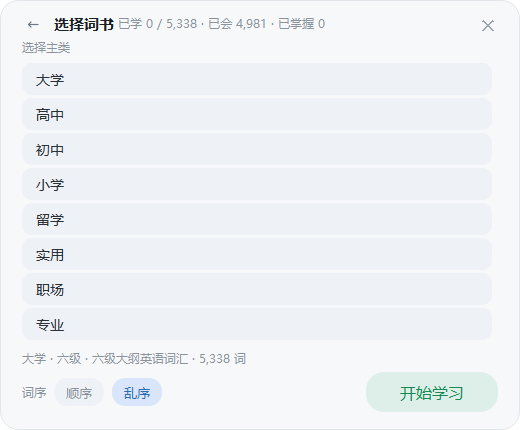 ← 选择词书 已学 0 / 5,338 · 已会 4,981 · 已掌握 0 ×
选择主类
大学
高中
初中
小学
留学
实用
职场
专业
大学 · 六级 · 六级大纲英语词汇 · 5,338 词
词序 顺序 乱序 开始学习